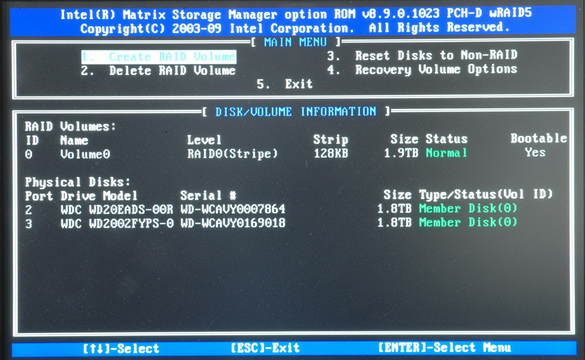 Intel(R) Matrix Storage Manager option ROM v8.9.0.1023 PCH-D wRAID5
Copyright(C) 2003-09 Intel Corporation. All Rights Reserved.
[ MAIN MENU ]
1. Create RAID Volume 3. Reset Disks to Non-RAID
2. Delete RAID Volume 4. Recovery Volume Options
5. Exit
[ DISK/VOLUME INFORMATION ]
RAID Volumes:
ID Name Level Strip Size Status Bootable
0 Volume0 RAID0(Stripe) 128KB 1.9TB Normal Yes
Physical Disks:
Port Drive Model Serial # Size Type/Status(Vol ID)
2 WDC WD20EADS-00R WD-WCAVY0007864 1.8TB Member Disk(0)
3 WDC WD2002FYPS-0 WD-WCAVY0169018 1.8TB Member Disk(0)
[↑↓]-Select [ESC]-Exit [ENTER]-Select Menu